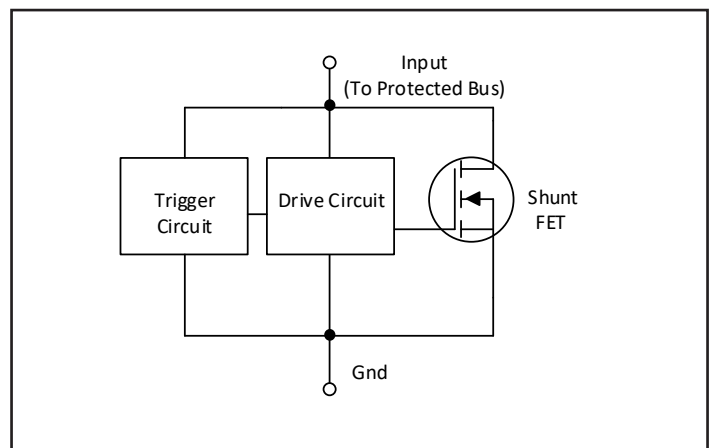 Input
(To Protected Bus)
Trigger
Circuit
Drive Circuit
Shunt
FET
Gnd